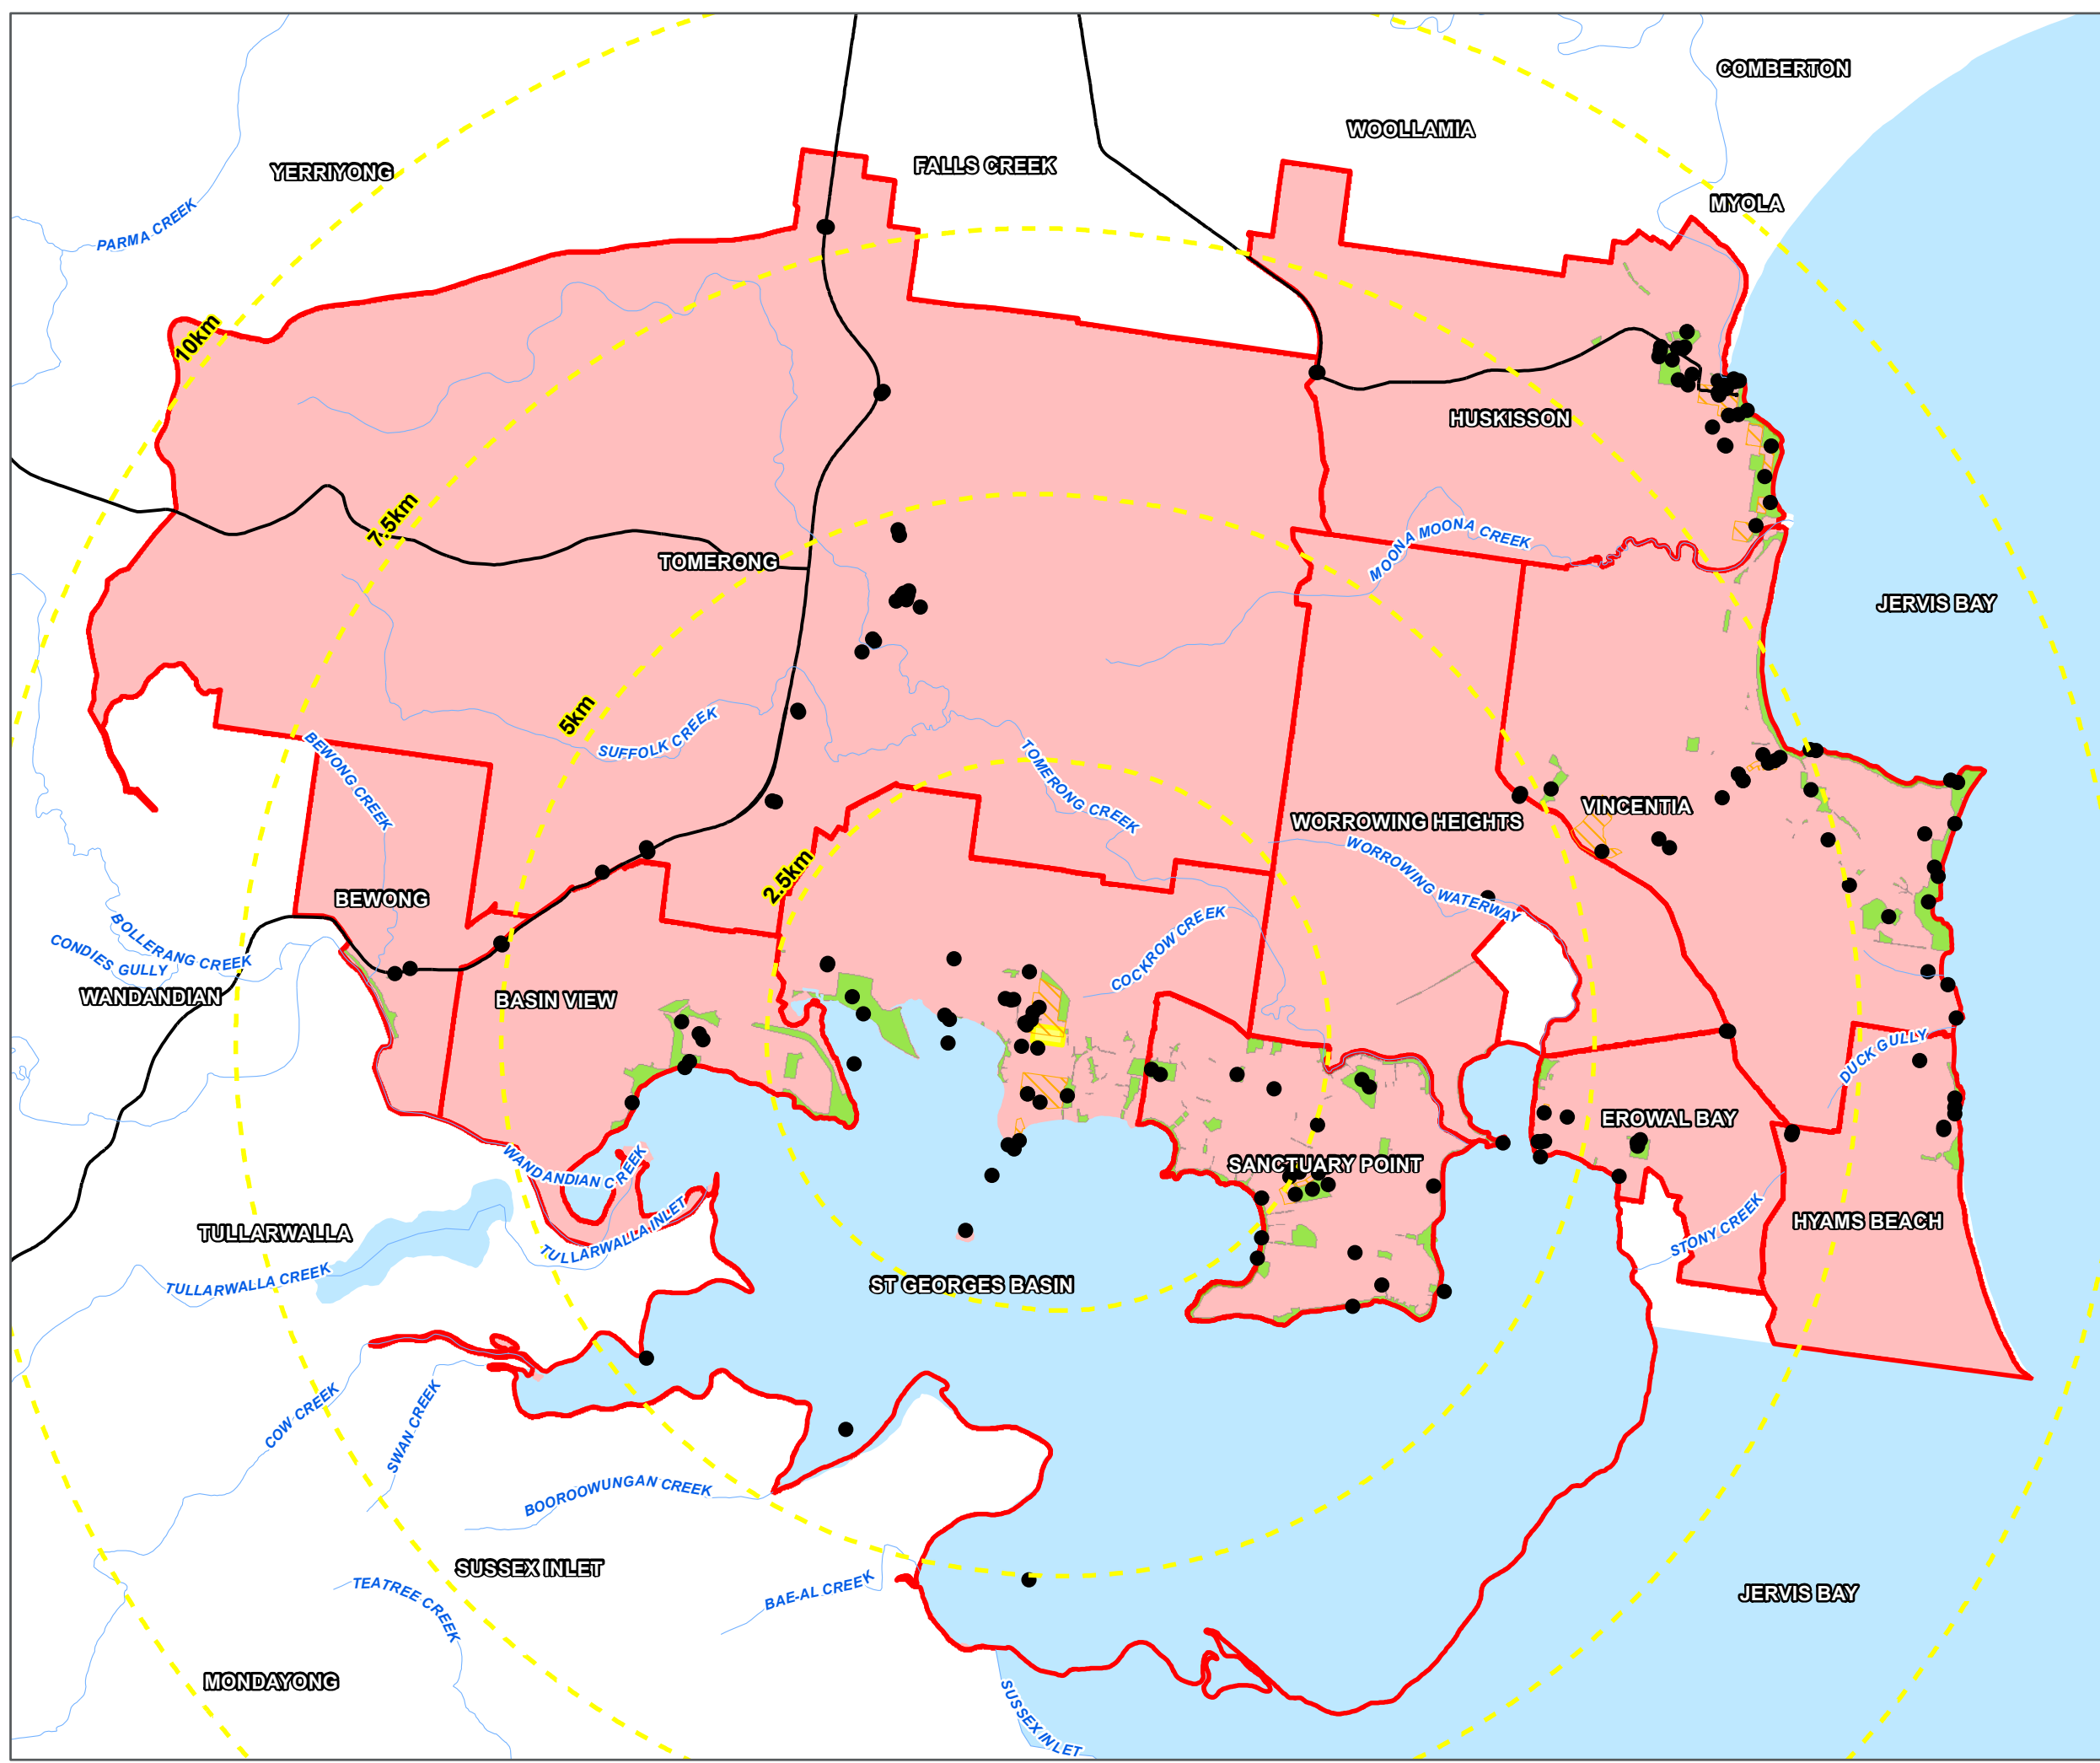 COMBERTON
WOOLLAMIA
FALLS CREEK
YERRIYONG
MYOLA
PARMA CREEK
10km
HUSKISSON
7.5km
MOONA MOONA CREEK
TOMERONG
JERVIS BAY
5km
SUFFOLK CREEK
BEWONG CREEK
TOMERONG CREEK
VINCENTIA
WORROWING HEIGHTS
2.5km
WORROWING WATERWAY
BEWONG
BOLLERANG CREEK
COCKROW CREEK
CONDIES GULLY
WANDANDIAN
BASIN VIEW
DUCK GULLY
EROWAL BAY
SANCTUARY POINT
WANDANDIAN CREEK
HYAMS BEACH
STONY CREEK
TULLARWALLA
TULLARWALLA INLET
TULLARWALLA CREEK
ST GEORGES BASIN
COW CREEK
SWAN CREEK
BOOROOWUNGAN CREEK
SUSSEX INLET
BAE-AL CREEK
JERVIS BAY
TEATREE CREEK
MONDAYONG
SUSSEX INLET